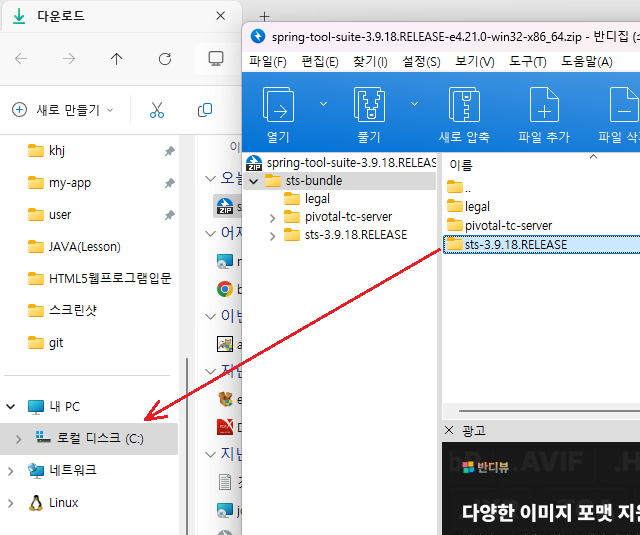 다운로드
새로 만들기
khj
my-app
user
JAVA(Lesson)
HTML5웹프로그램입문
스크린샷
git
내 PC
로컬 디스크 (C:)
네트워크
Linux
spring-tool-suite-3.9.18.RELEASE-e4.21.0-win32-x86_64.zip - 반디집
파일(F) 편집(E) 찾기(I) 설정(S) 보기(V) 도구(T) 도움말(A)
열기 풀기 새로 압축 파일 추가 파일
spring-tool-suite-3.9.18.RELEAS
sts-bundle
legal
pivotal-tc-server
sts-3.9.18.RELEASE
이름
..
legal
pivotal-tc-server
sts-3.9.18.RELEASE
광고
반디뷰
.AVIF
다양한 이미지 포맷